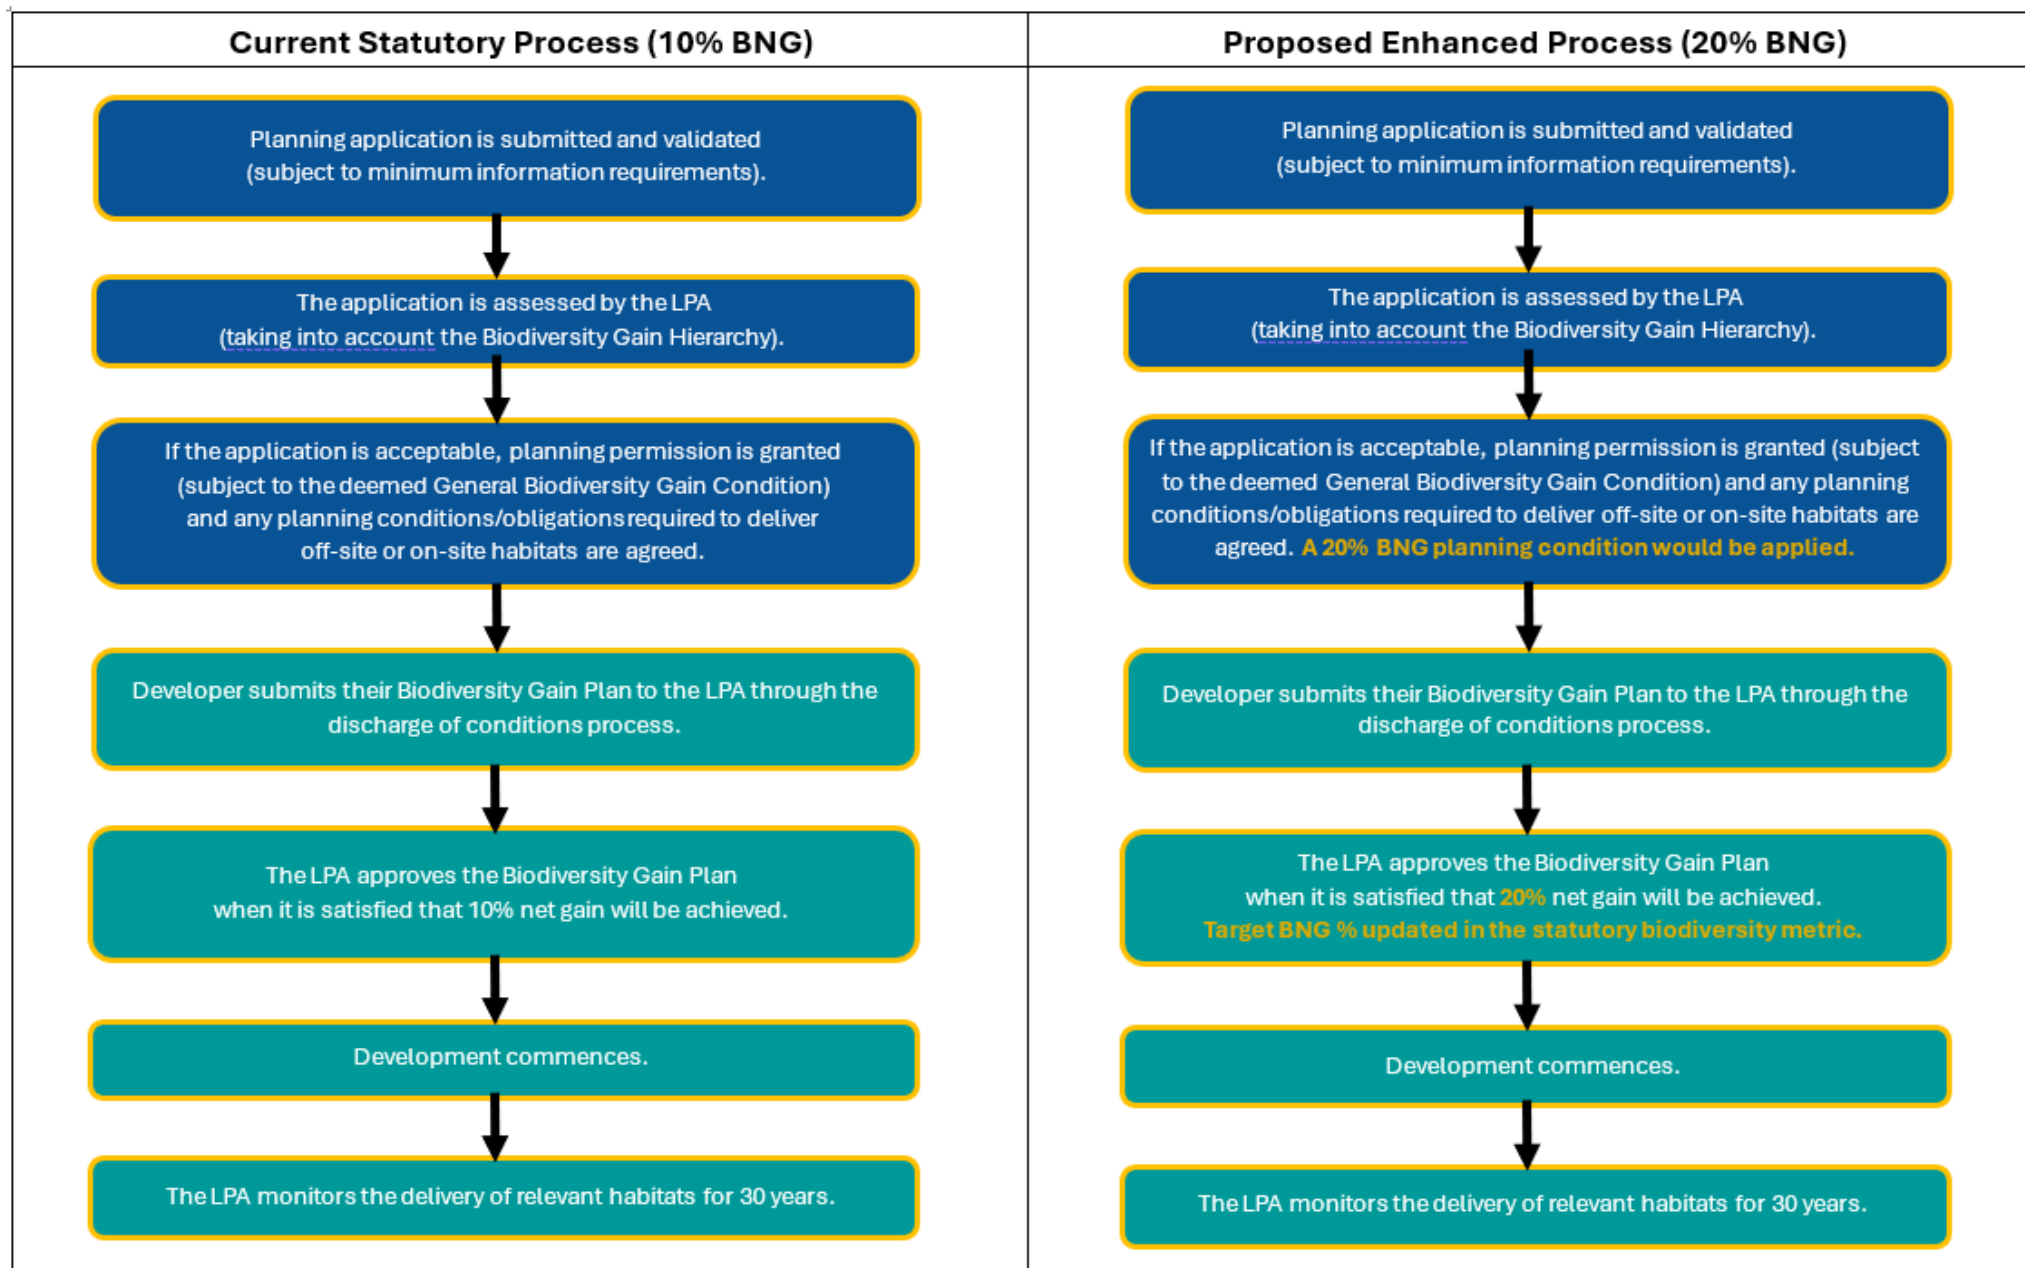 Current Statutory Process (10% BNG)
Planning application is submitted and validated
(subject to minimum information requirements).
The application is assessed by the LPA
(taking into account the Biodiversity Gain Hierarchy).
If the application is acceptable, planning permission is granted
(subject to the deemed General Biodiversity Gain Condition)
and any planning conditions/obligations required to deliver
off-site or on-site habitats are agreed.
Developer submits their Biodiversity Gain Plan to the LPA through the
discharge of conditions process.
The LPA approves the Biodiversity Gain Plan
when it is satisfied that 10% net gain will be achieved.
Development commences.
The LPA monitors the delivery of relevant habitats for 30 years.
Proposed Enhanced Process (20% BNG)
Planning application is submitted and validated
(subject to minimum information requirements).
The application is assessed by the LPA
(taking into account the Biodiversity Gain Hierarchy).
If the application is acceptable, planning permission is granted (subject
to the deemed General Biodiversity Gain Condition) and any planning
conditions/obligations required to deliver off-site or on-site habitats are
agreed. A 20% BNG planning condition would be applied.
Developer submits their Biodiversity Gain Plan to the LPA through the
discharge of conditions process.
The LPA approves the Biodiversity Gain Plan
when it is satisfied that 20% net gain will be achieved.
Target BNG % updated in the statutory biodiversity metric.
Development commences.
The LPA monitors the delivery of relevant habitats for 30 years.